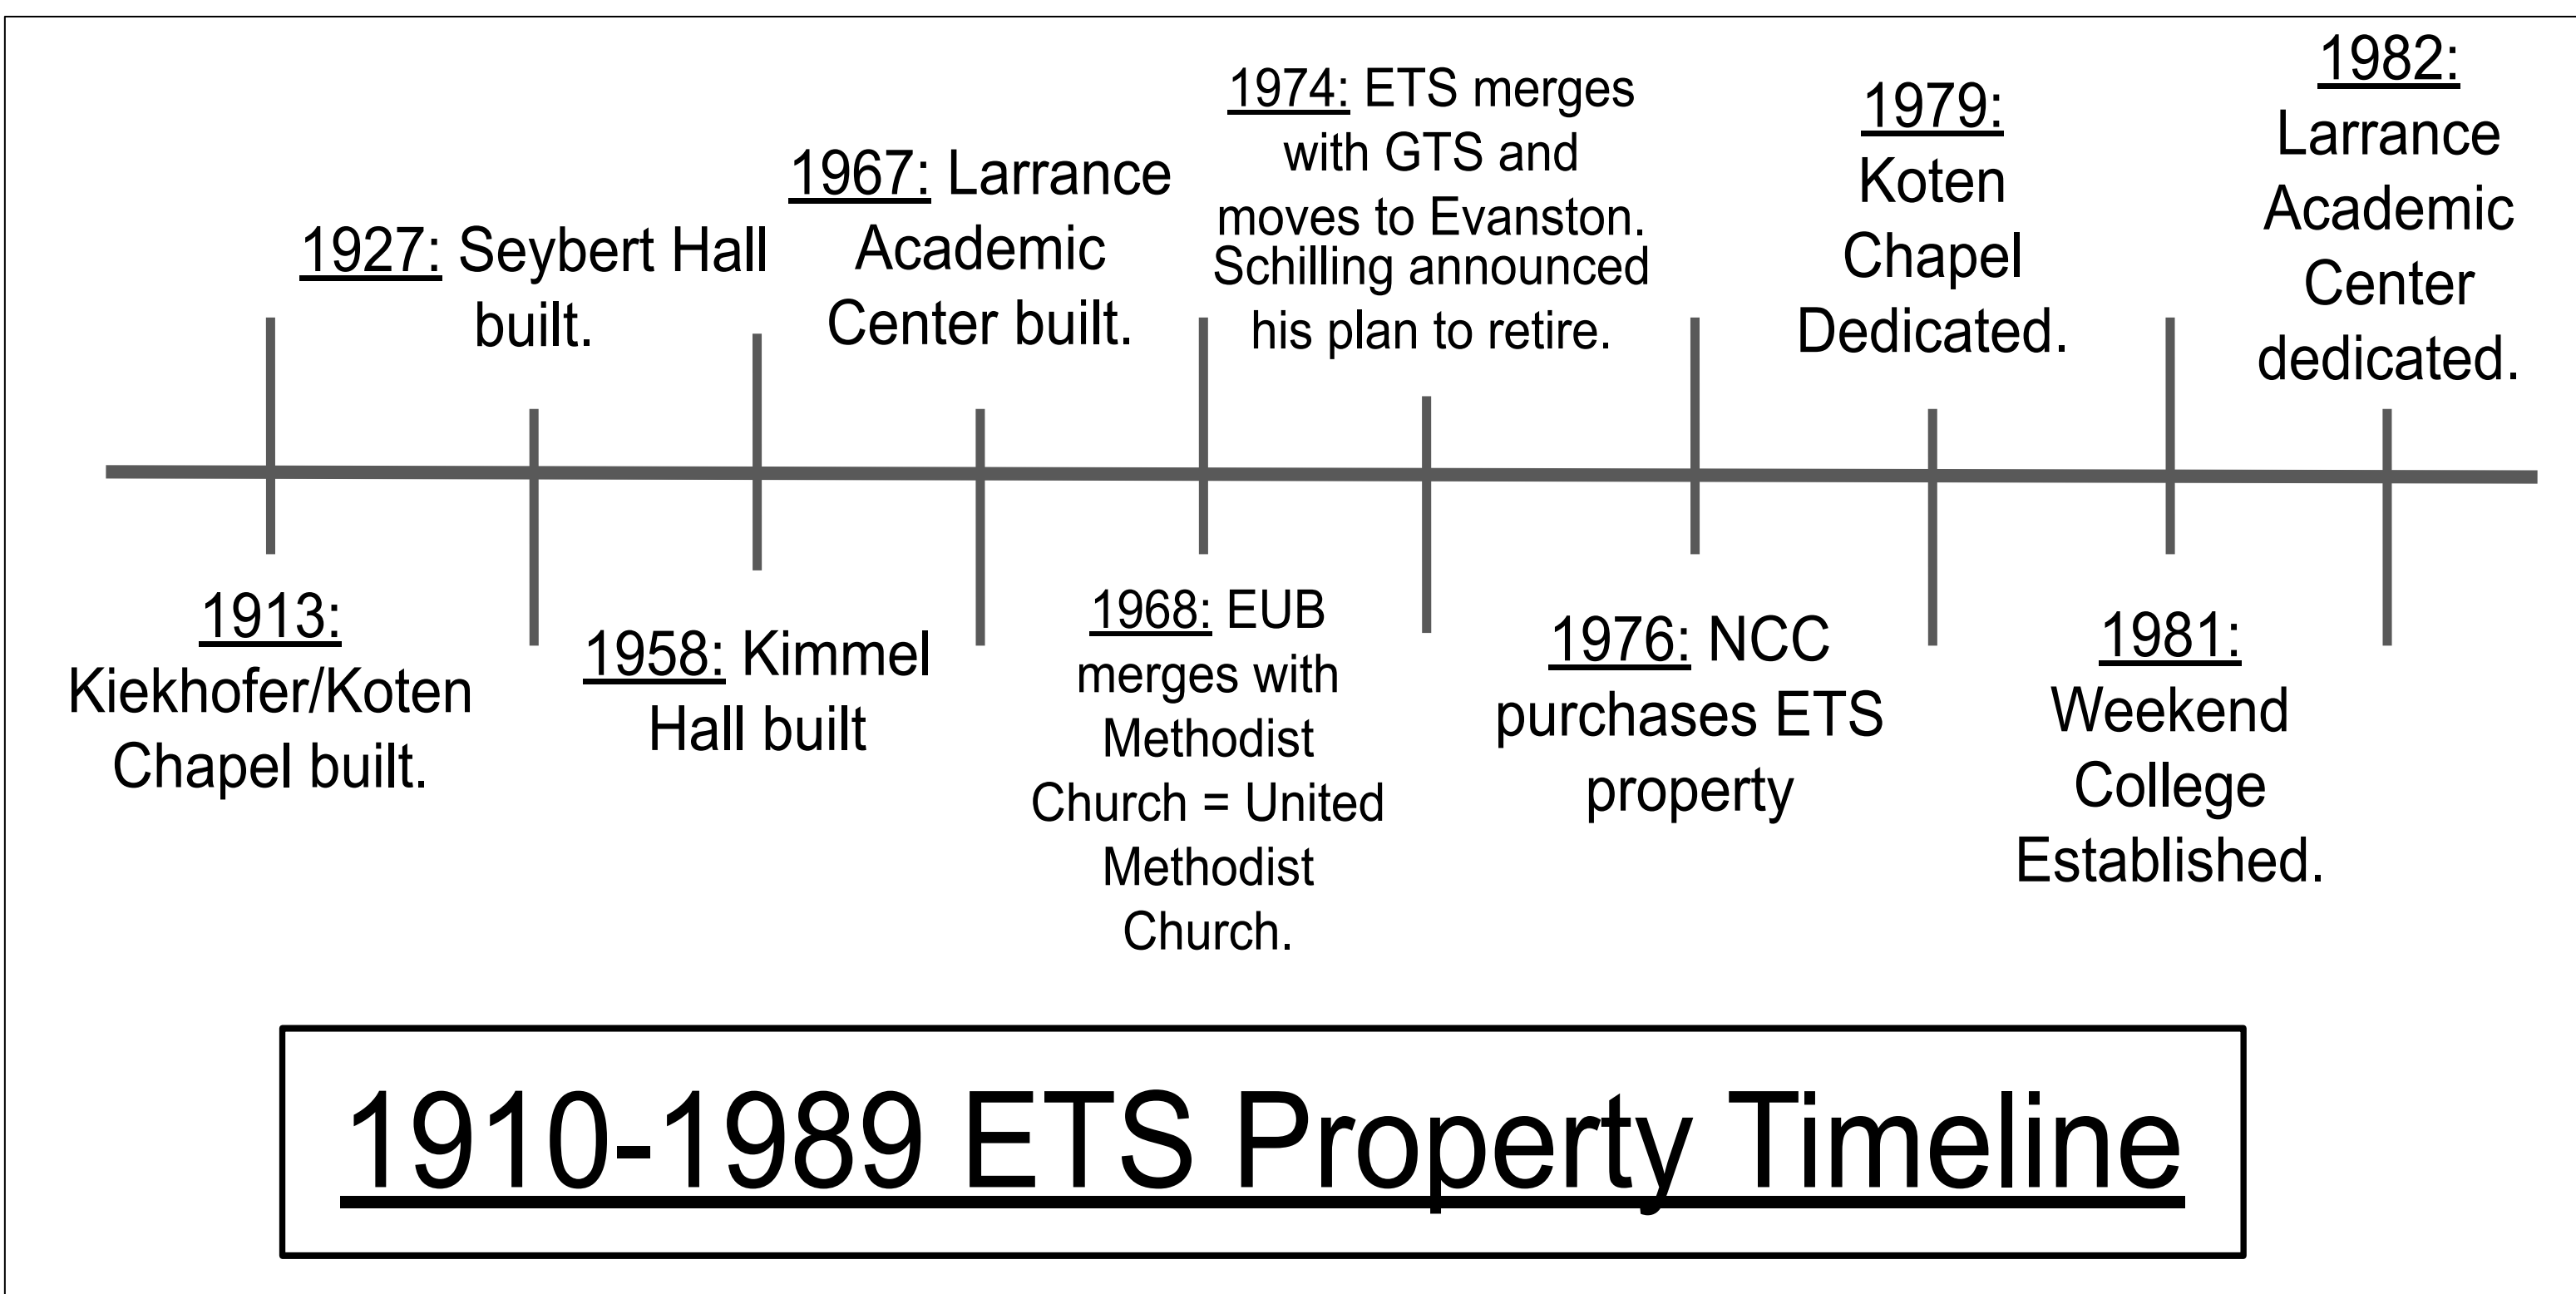 1913:
Kiekhofer/Koten
Chapel built.
1927: Seybert Hall
built.
1958: Kimmel
Hall built
1967: Larrance
Academic
Center built.
1968: EUB
merges with
Methodist
Church = United
Methodist
Church.
1974: ETS merges
with GTS and
moves to Evanston.
Schilling announced
his plan to retire.
1976: NCC
purchases ETS
property
1979:
Koten
Chapel
Dedicated.
1981:
Weekend
College
Established.
1982:
Larrance
Academic
Center
dedicated.
1910-1989 ETS Property Timeline